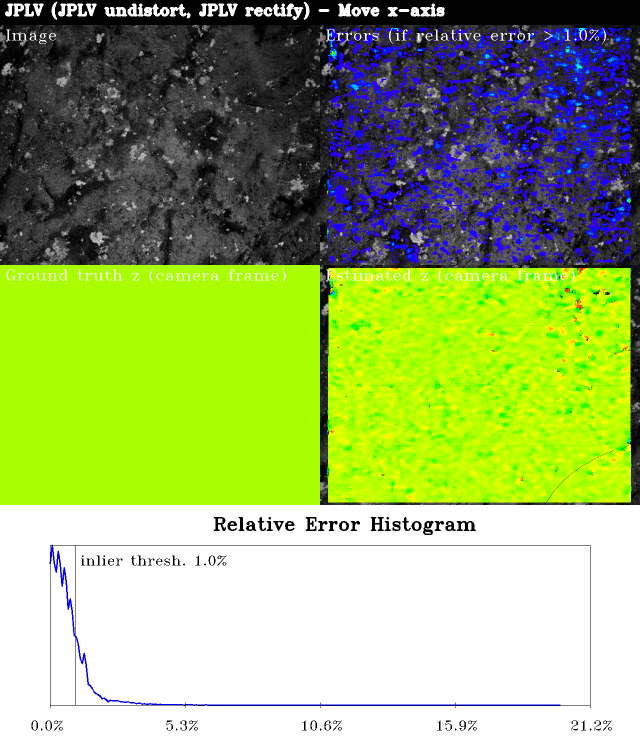 JPLV (JPLV undistort, JPLV rectify) - Move x-axis
Image
Errors (if relative error > 1.0%)
Ground truth z (camera frame)
Estimated z (camera frame)
Relative Error Histogram
inlier thresh. 1.0%
0.0%
5.3%
10.6%
15.9%
21.2%